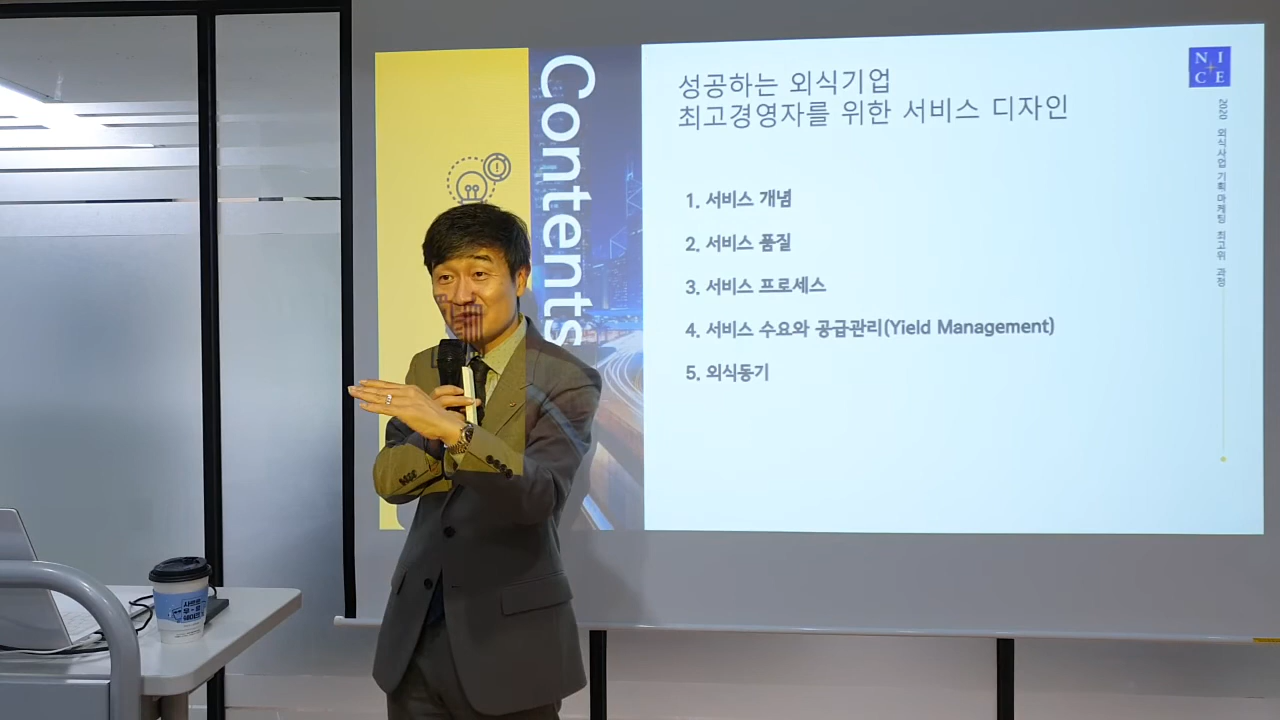 Contents
성공하는 외식기업
최고경영자를 위한 서비스 디자인
1. 서비스 개념
2. 서비스 품질
3. 서비스 프로세스
4. 서비스 수요와 공급관리(Yield Management)
5. 외식동기
N I
C E
2020 외식사업 기획마케팅 최고위 과정